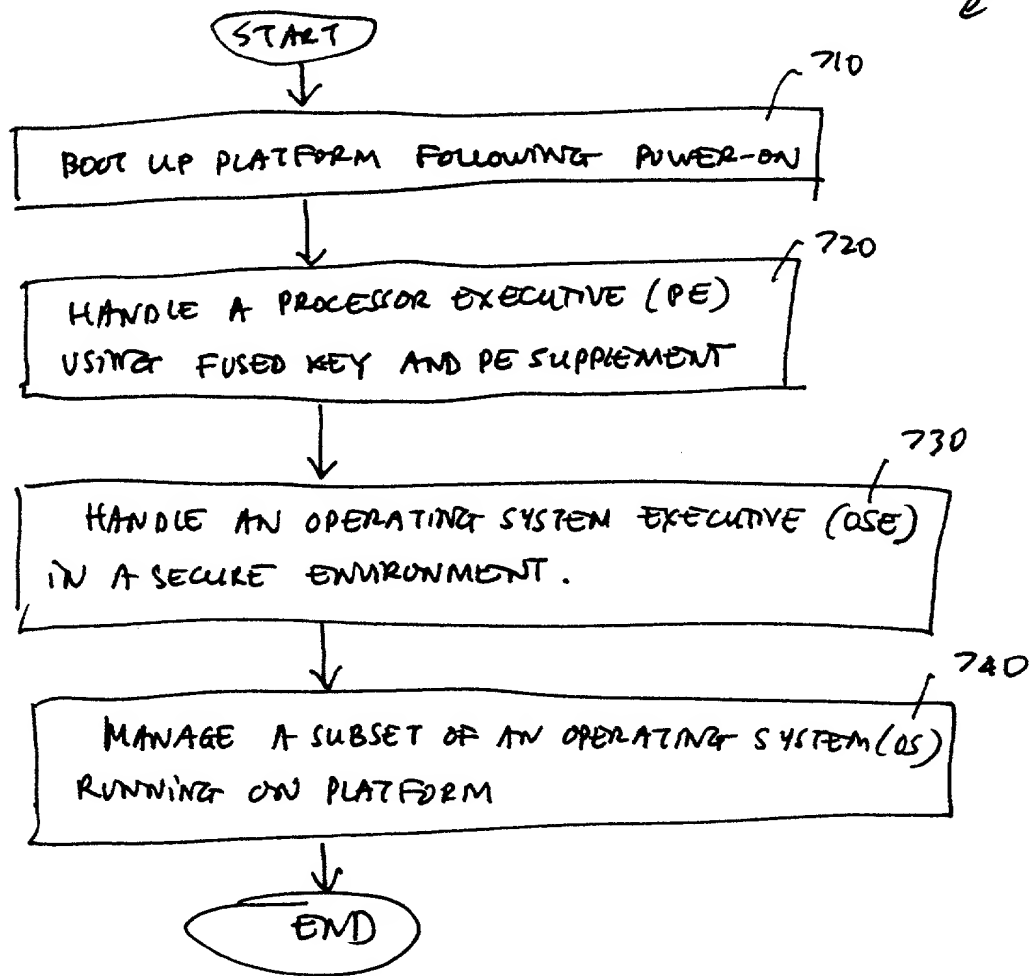 START
710
BOOT UP PLATFORM FOLLOWING POWER-ON
720
HANDLE A PROCESSOR EXECUTIVE (PE)
USING FUSED KEY AND PE SUPPLEMENT
730
HANDLE AN OPERATING SYSTEM EXECUTIVE (OSE)
IN A SECURE ENVIRONMENT.
740
MANAGE A SUBSET OF AN OPERATING SYSTEM (OS)
RUNNING ON PLATFORM
END